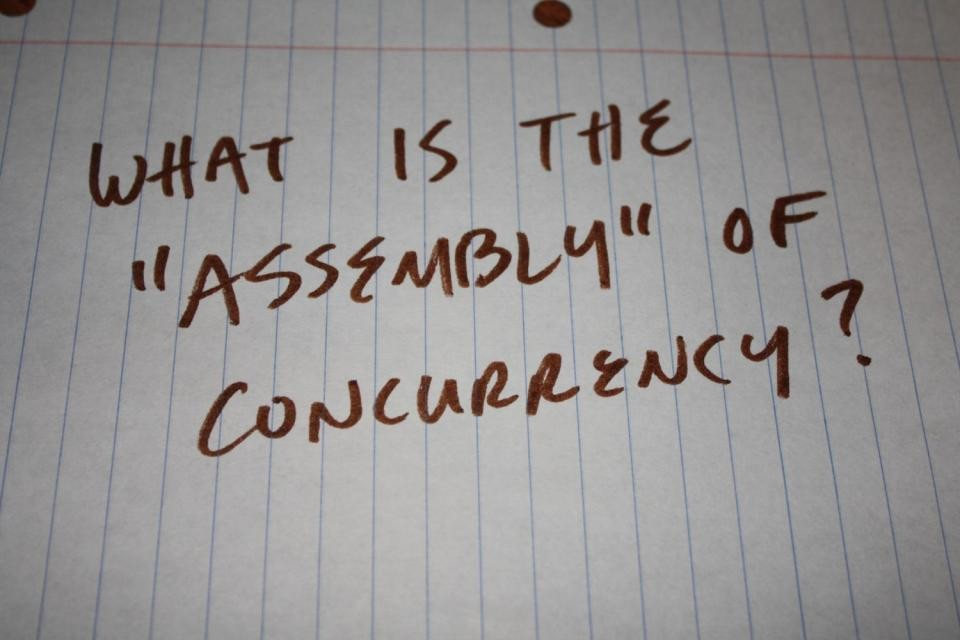 WHAT IS THE
"ASSEMBLY" OF
CONCURRENCY?